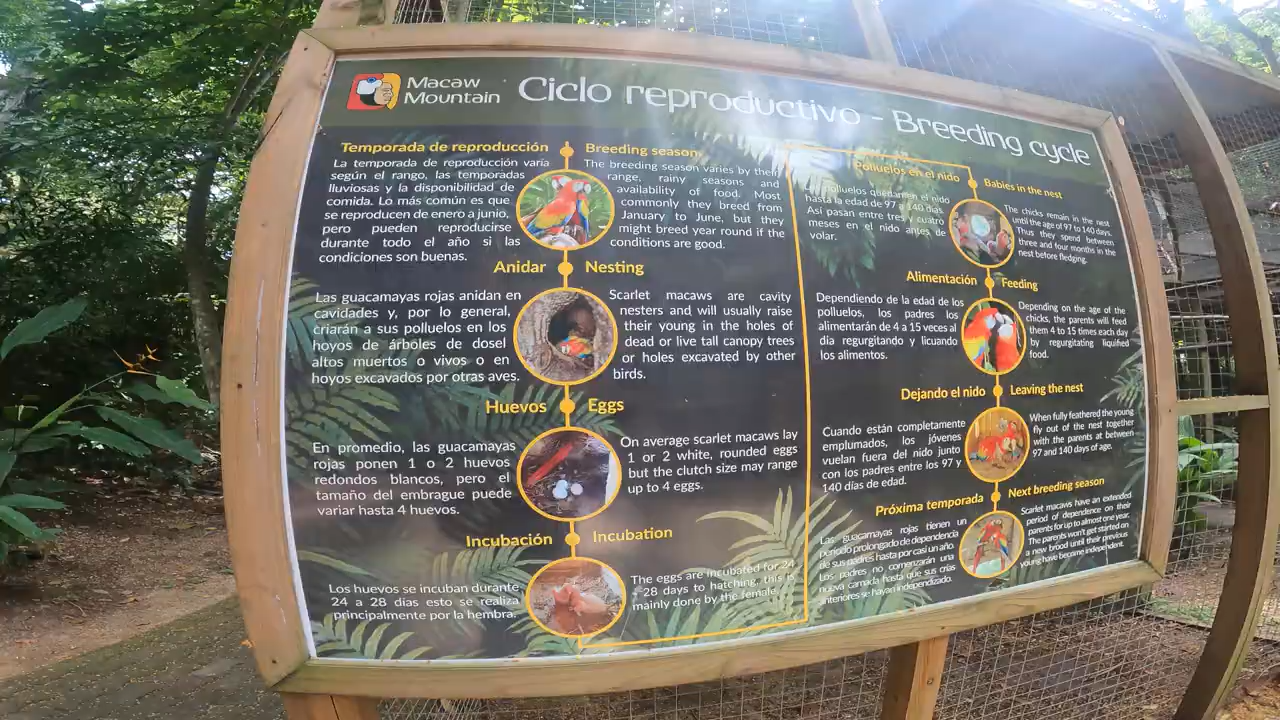 Macaw
Mountain
Ciclo reproductivo - Breeding cycle
Temporada de reproducción
La temporada de reproducción varía
según el rango, las temporadas
lluviosas y la disponibilidad de
comida. Lo más común es que
se reproducen de enero a junio,
pero pueden reproducirse
durante todo el año si las
condiciones son buenas.
Breeding season
The breeding season varies by their
range, rainy seasons and
availability of food. Most
commonly they breed from
January to June, but they
might breed year round if the
conditions are good.
Anidar
Las guacamayas rojas anidan en
cavidades y, por lo general,
criarán a sus polluelos en los
hoyos de árboles de dosel
altos muertos o vivos o en
hoyos excavados por otras aves.
Nesting
Scarlet macaws are cavity
nesters and will usually raise
their young in the holes of
dead or live tall canopy trees
or holes excavated by other
birds.
Huevos
En promedio, las guacamayas
rojas ponen 1 o 2 huevos
redondos blancos, pero el
tamaño del embrague puede
variar hasta 4 huevos.
Eggs
On average scarlet macaws lay
1 or 2 white, rounded eggs
but the clutch size may range
up to 4 eggs.
Incubación
Los huevos se incuban durante
24 a 28 días esto se realiza
principalmente por la hembra.
Incubation
The eggs are incubated for 24
- 28 days to hatching, this is
mainly done by the female.
Polluelos en el nido
Los polluelos quedan en el nido
hasta la edad de 97 a 140 días.
Así pasan entre tres y cuatro
meses en el nido antes de
volar.
Babies in the nest
The chicks remain in the nest
until the age of 97 to 140 days.
Thus they spend between
three and four months in the
nest before fledging.
Alimentación
Dependiendo de la edad de los
polluelos, los padres los
alimentarán de 4 a 15 veces al
día regurgitando y licuando
los alimentos.
Feeding
Depending on the age of the
chicks, the parents will feed
them 4 to 15 times each day
by regurgitating liquified
food.
Dejando el nido
Cuando están completamente
emplumados, los jóvenes
vuelan fuera del nido junto
con los padres entre los 97 y
140 días de edad.
Leaving the nest
When fully feathered the young
fly out of the nest together
with the parents at between
97 and 140 days of age.
Próxima temporada
Las guacamayas rojas tienen un
período prolongado de dependencia
de sus padres hasta por casi un año.
Los padres no comenzarán una
nueva camada hasta que sus crías
anteriores se hayan independizado.
Next breeding season
Scarlet macaws have an extended
period of dependence on their
parents for up to almost one year.
The parents won't get started on
a new brood until their previous
young have become independent.